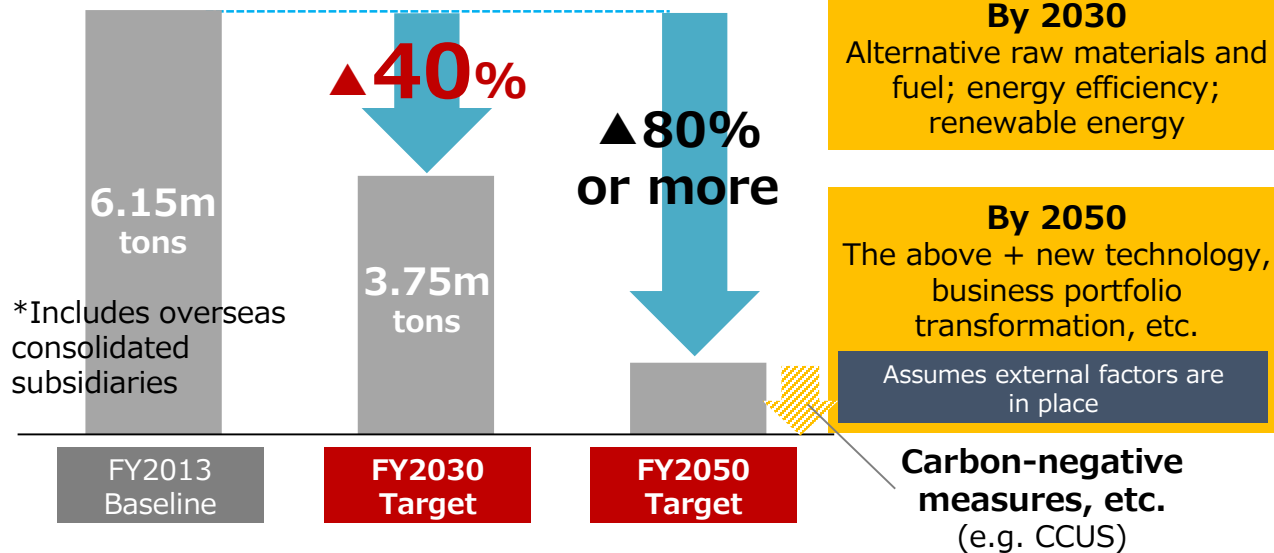 ▲40%
▲80%
or more
6.15m
tons
3.75m
tons
*Includes overseas
consolidated
subsidiaries
FY2013
Baseline
FY2030
Target
FY2050
Target
By 2030
Alternative raw materials and
fuel; energy efficiency;
renewable energy
By 2050
The above + new technology,
business portfolio
transformation, etc.
Assumes external factors are
in place
Carbon-negative
measures, etc.
(e.g. CCUS)